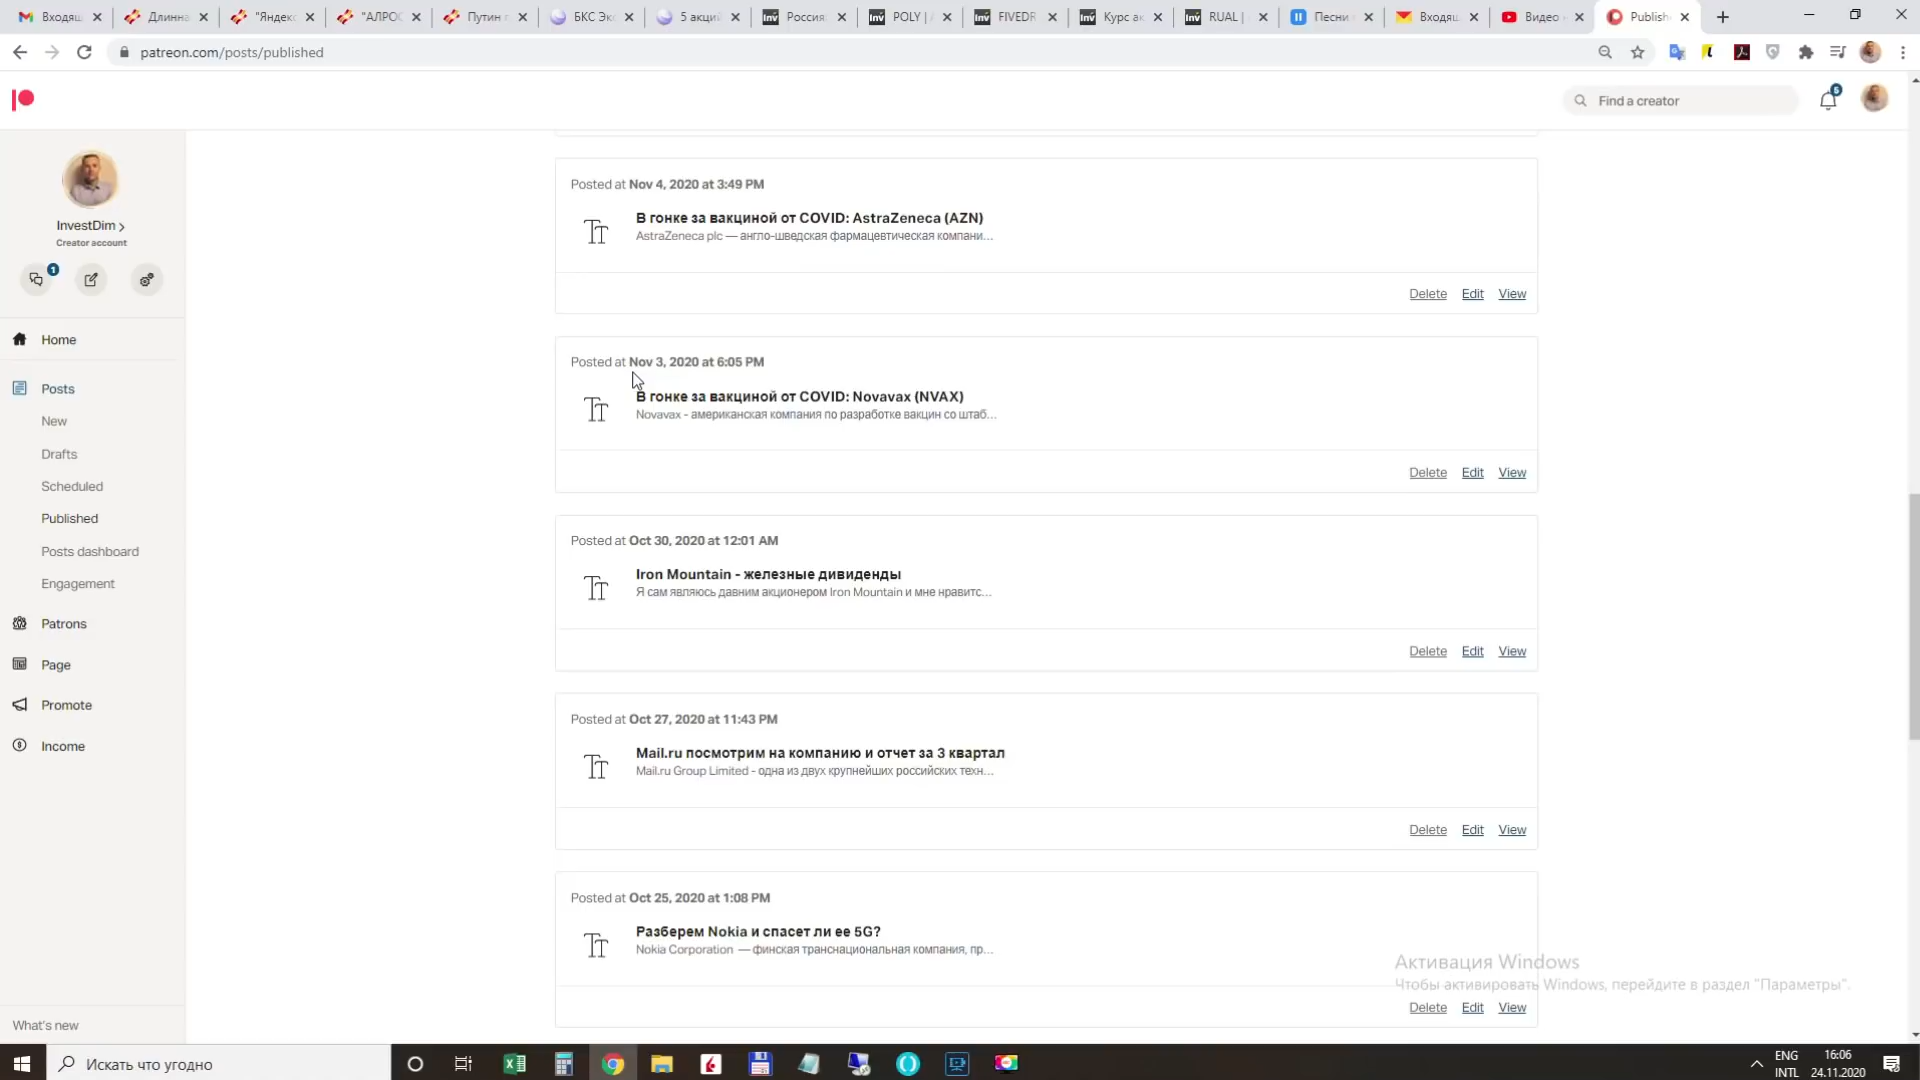 Входящ
Длинна
"Яндекс
"АЛРОС
Путин п
БКС Экс
5 акций
Россия
POLY | А
FIVEDR
Курс ак
RUAL |
Песни
Входящ
Видео
Publish
patreon.com/posts/published
Find a creator
5
InvestDim
Creator account
1
Home
Posts
New
Drafts
Scheduled
Published
Posts dashboard
Engagement
Patrons
Page
Promote
Income
What's new
Posted at Nov 4, 2020 at 3:49 PM
В гонке за вакциной от COVID: AstraZeneca (AZN)
AstraZeneca plc — англо-шведская фармацевтическая компани...
Delete Edit View
Posted at Nov 3, 2020 at 6:05 PM
В гонке за вакциной от COVID: Novavax (NVAX)
Novavax - американская компания по разработке вакцин со штаб...
Delete Edit View
Posted at Oct 30, 2020 at 12:01 AM
Iron Mountain - железные дивиденды
Я сам являюсь давним акционером Iron Mountain и мне нравитс...
Delete Edit View
Posted at Oct 27, 2020 at 11:43 PM
Mail.ru посмотрим на компанию и отчет за 3 квартал
Mail.ru Group Limited - одна из двух крупнейших российских техн...
Delete Edit View
Posted at Oct 25, 2020 at 1:08 PM
Разберем Nokia и спасет ли ее 5G?
Nokia Corporation — финская транснациональная компания, пр...
Delete Edit View
Активация Windows
Чтобы активировать Windows, перейдите в раздел "Параметры".
Искать что угодно
ENG
INTL
16:06
24.11.2020